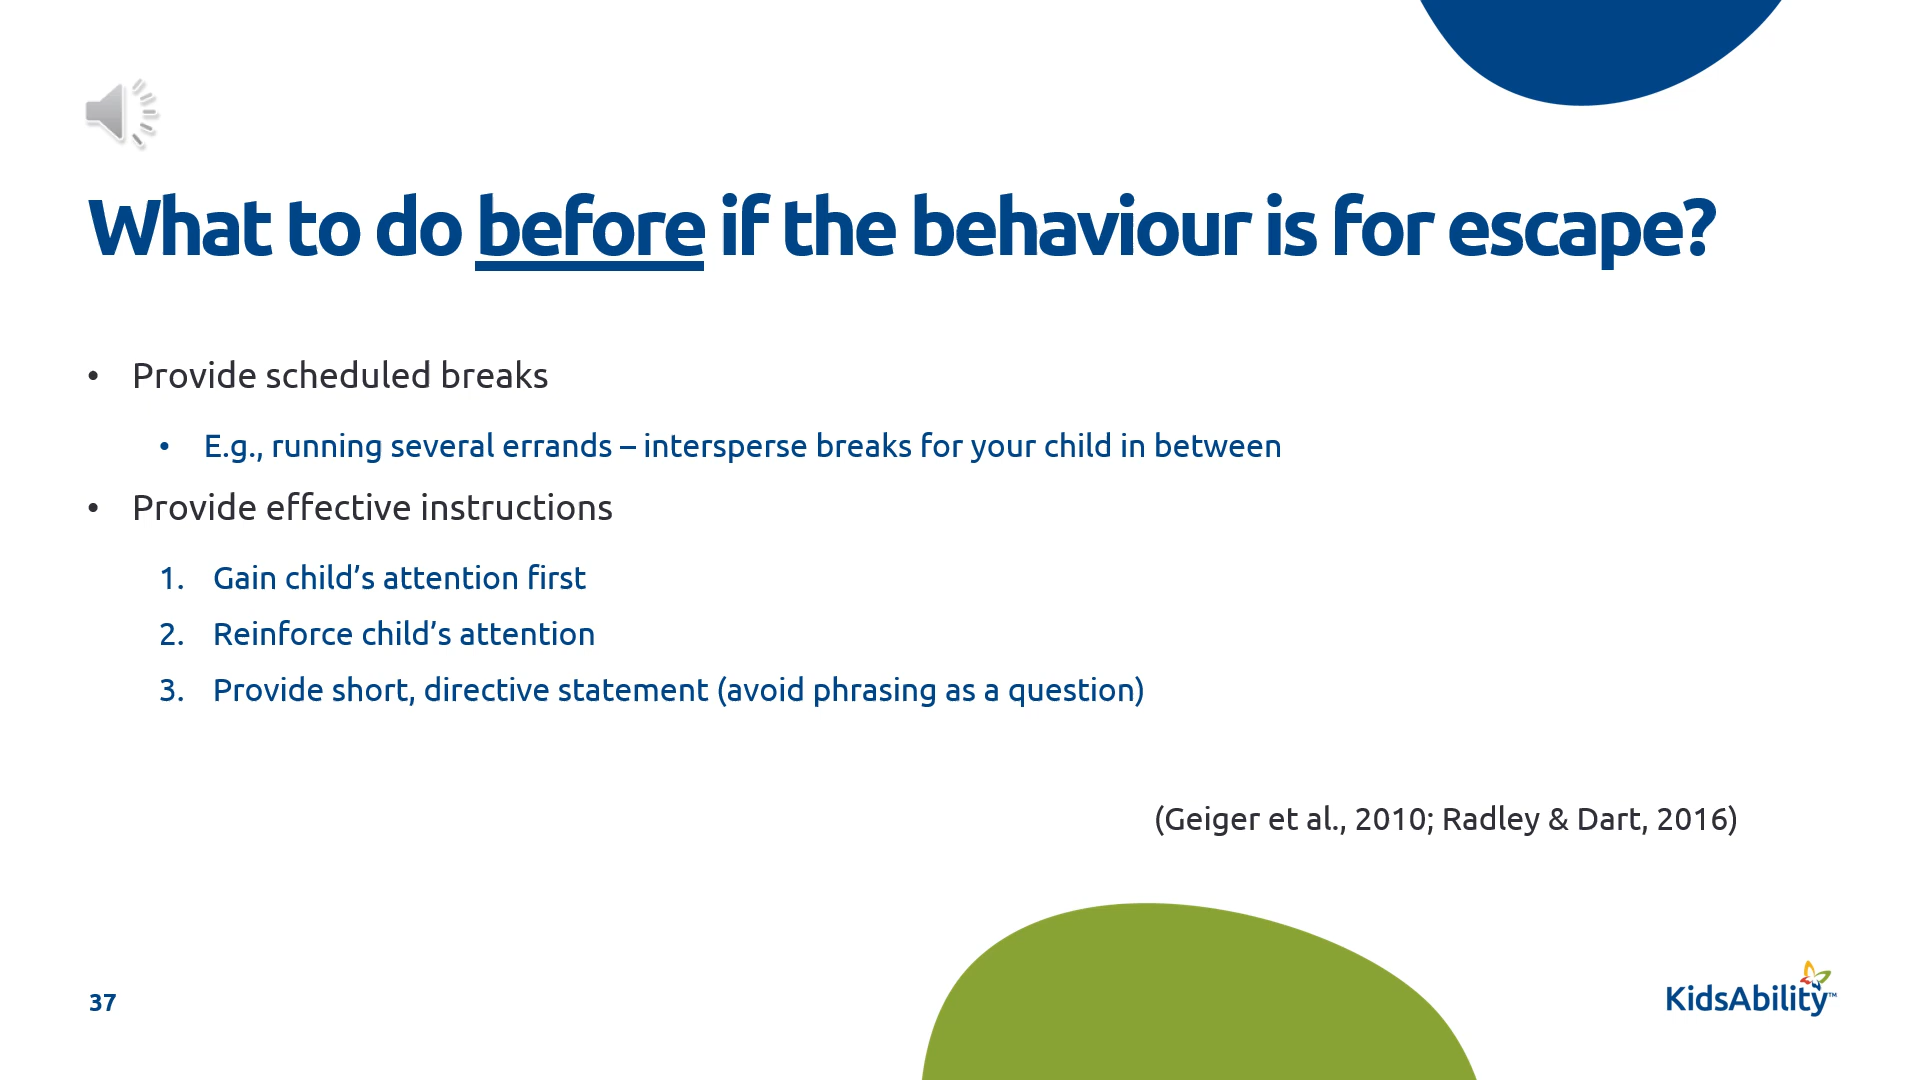 What to do before if the behaviour is for escape?
• Provide scheduled breaks
• E.g., running several errands – intersperse breaks for your child in between
• Provide effective instructions
1. Gain child’s attention first
2. Reinforce child’s attention
3. Provide short, directive statement (avoid phrasing as a question)
(Geiger et al., 2010; Radley & Dart, 2016)
37
KidsAbility™